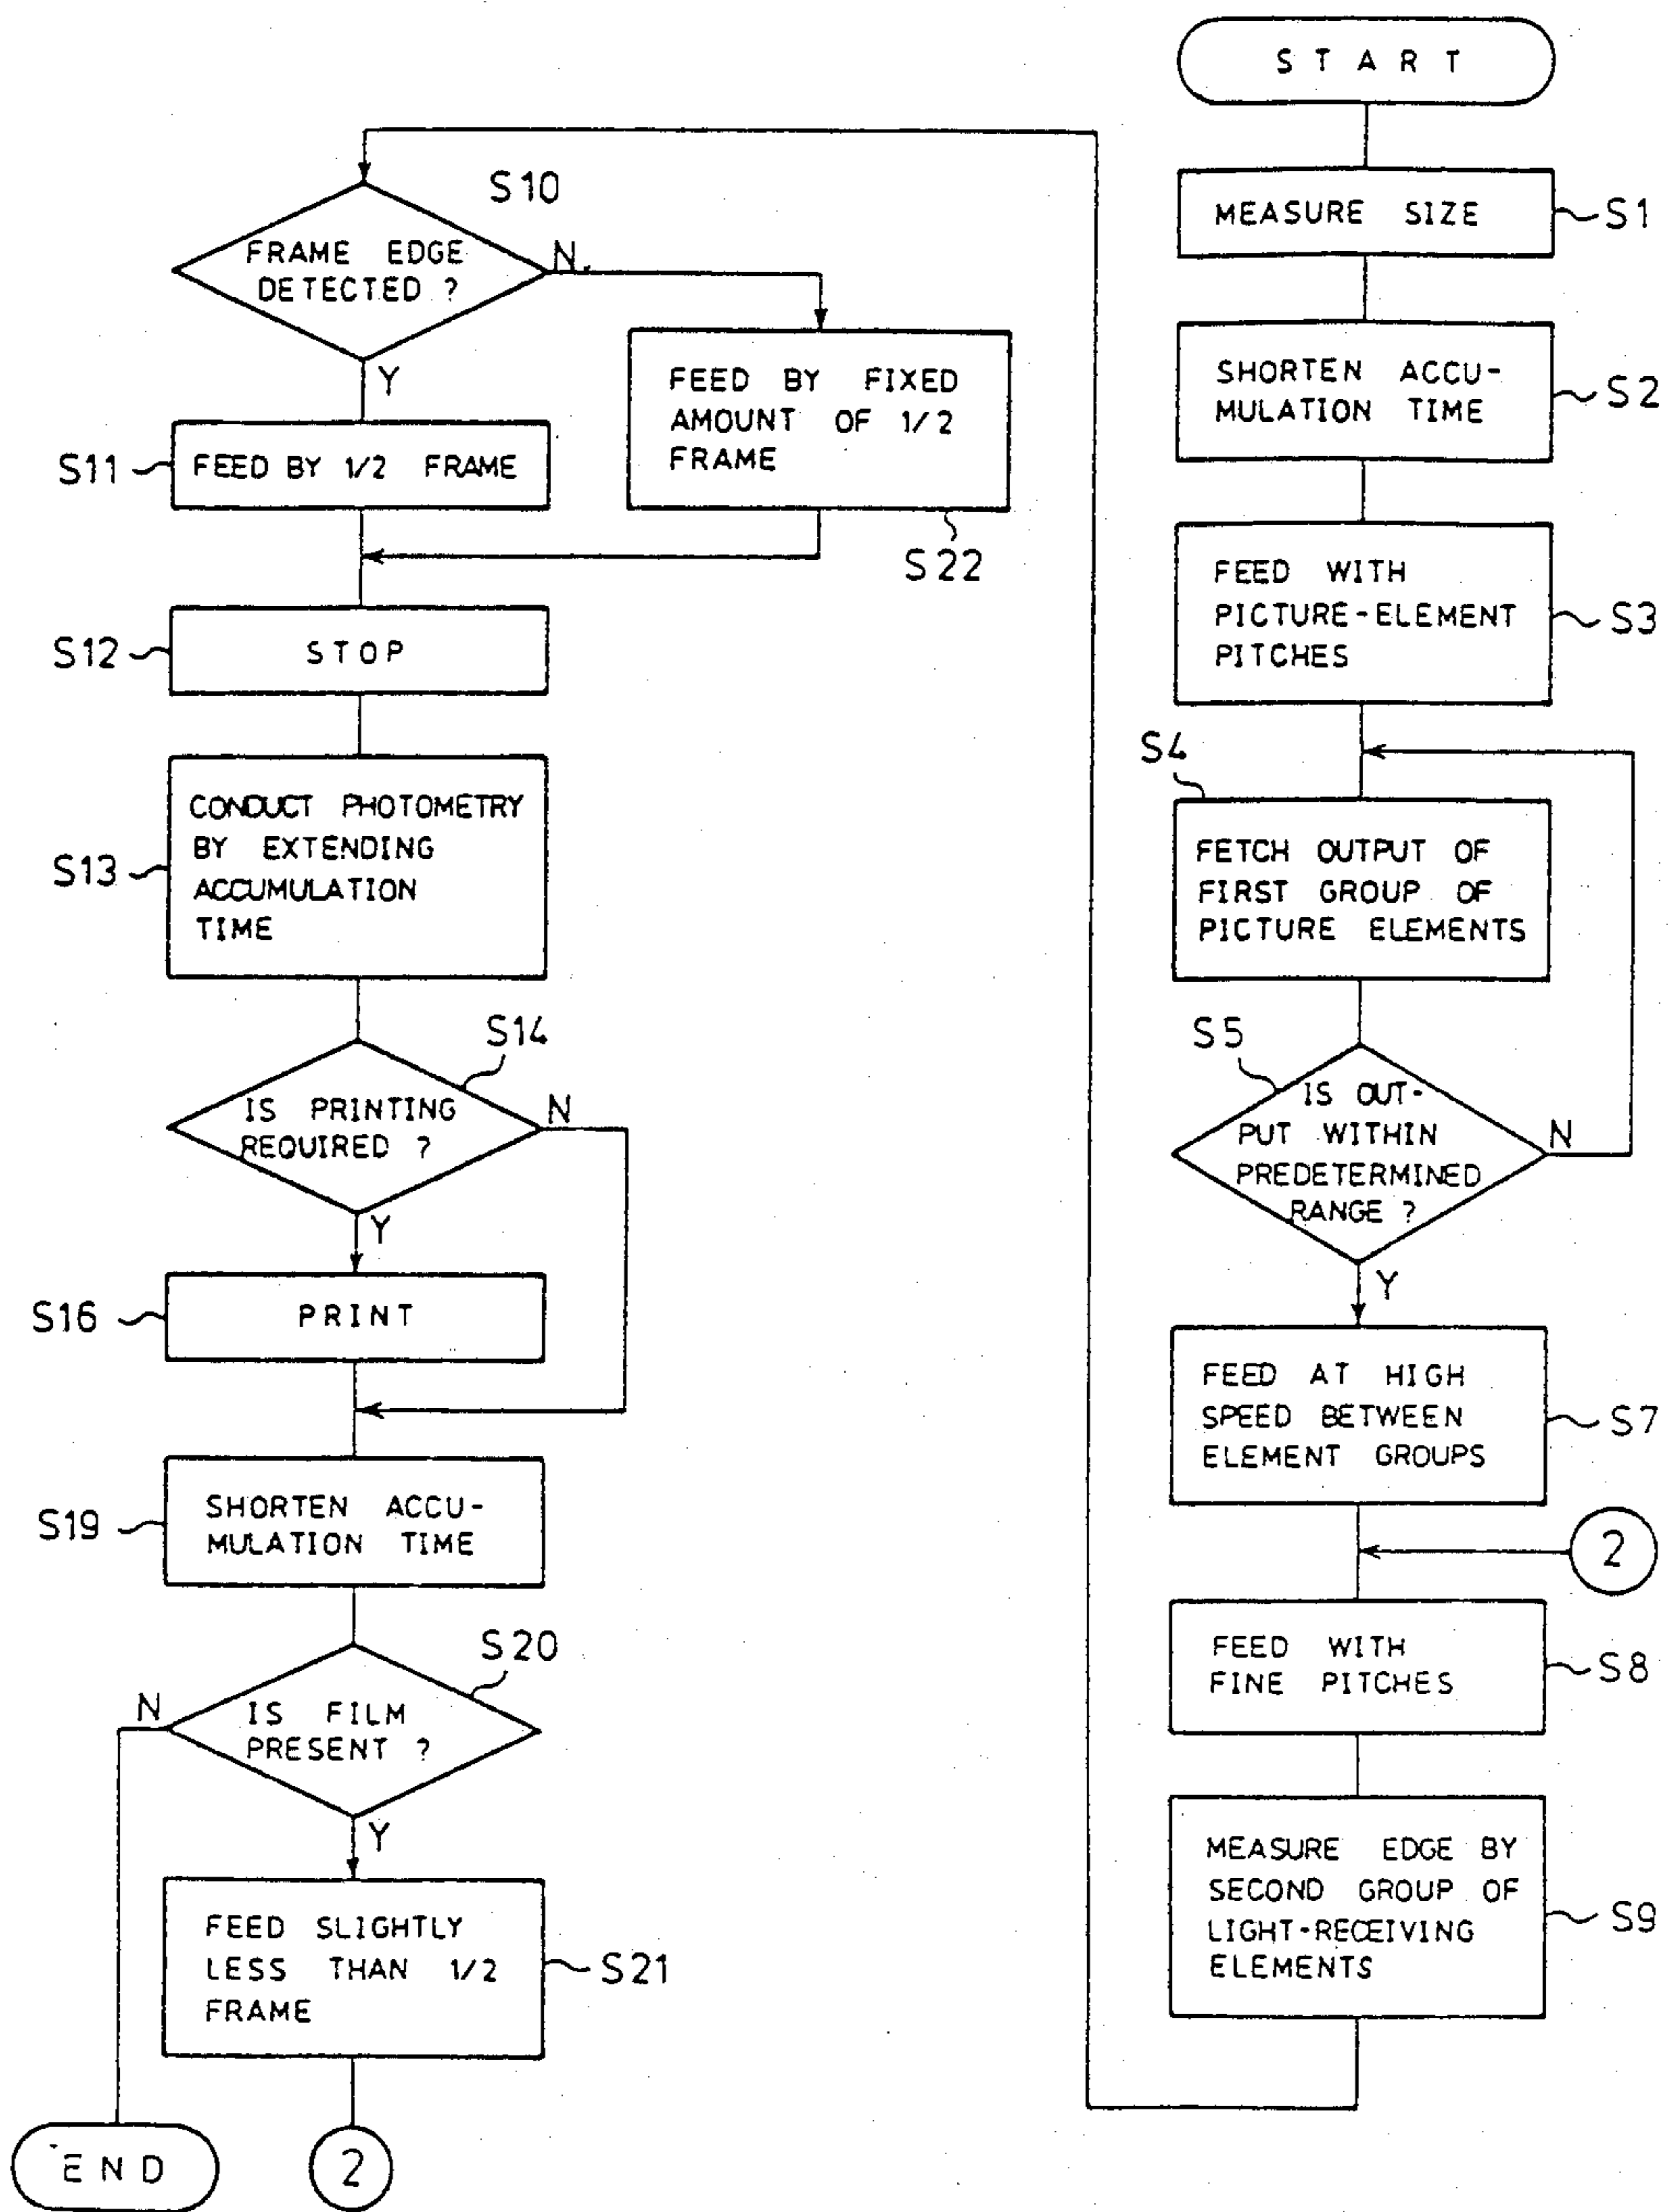 START
MEASURE SIZE
S1
SHORTEN ACCU-
MULATION TIME
S2
FEED WITH
PICTURE-ELEMENT
PITCHES
S3
S4
FETCH OUTPUT OF
FIRST GROUP OF
PICTURE ELEMENTS
S5
IS OUT-
PUT WITHIN
PREDETERMINED
RANGE ?
N
Y
FEED AT HIGH
SPEED BETWEEN
ELEMENT GROUPS
S7
2
FEED WITH
FINE PITCHES
S8
MEASURE EDGE BY
SECOND GROUP OF
LIGHT-RECEIVING
ELEMENTS
S9
S10
FRAME EDGE
DETECTED ?
N
Y
S11
FEED BY 1/2 FRAME
FEED BY FIXED
AMOUNT OF 1/2
FRAME
S22
S12
STOP
S13
CONDUCT PHOTOMETRY
BY EXTENDING
ACCUMULATION
TIME
S14
IS PRINTING
REQUIRED ?
N
Y
S16
PRINT
S19
SHORTEN ACCU-
MULATION TIME
S20
IS FILM
PRESENT ?
N
Y
FEED SLIGHTLY
LESS THAN 1/2
FRAME
S21
END
2